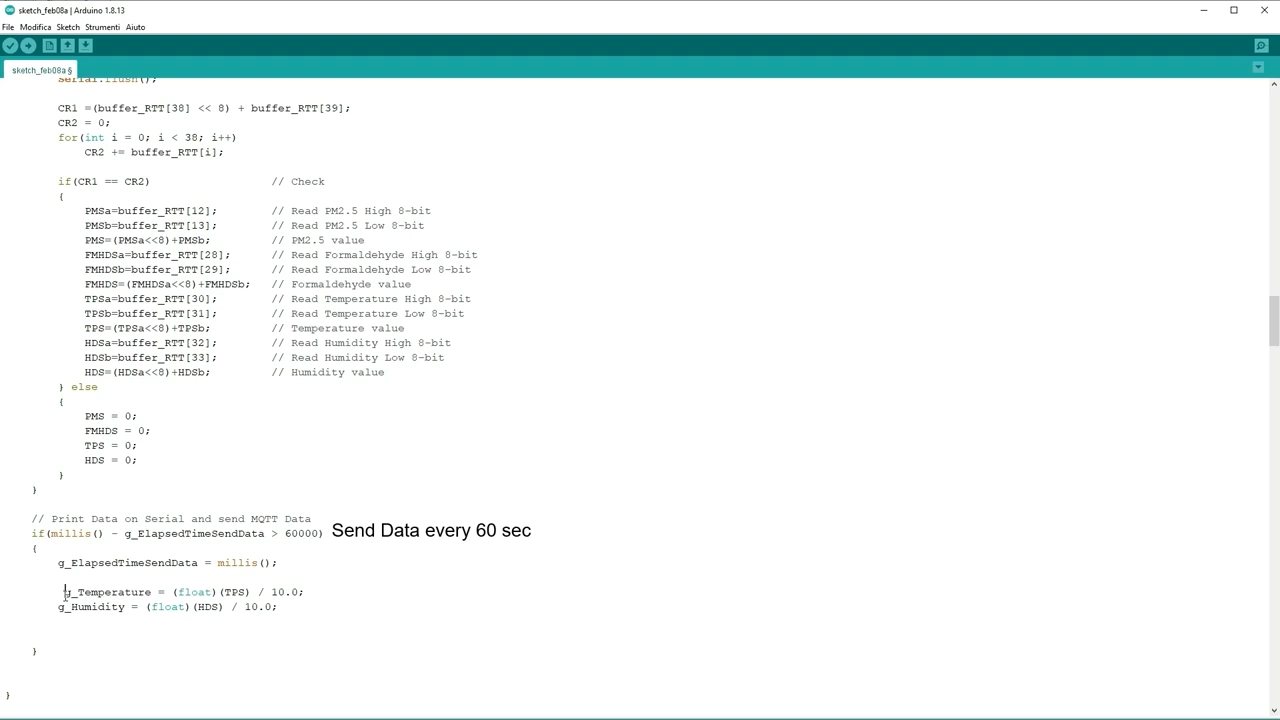 sketch_feb08a | Arduino 1.8.13
File Modifica Sketch Strumenti Aiuto
sketch_feb08a §
Serial.flush();
CR1 =(buffer_RTT[38] << 8) + buffer_RTT[39];
CR2 = 0;
for(int i = 0; i < 38; i++)
CR2 += buffer_RTT[i];
if(CR1 == CR2) // Check
{
PMSa=buffer_RTT[12]; // Read PM2.5 High 8-bit
PMSb=buffer_RTT[13]; // Read PM2.5 Low 8-bit
PMS=(PMSa<<8)+PMSb; // PM2.5 value
FMHDSa=buffer_RTT[28]; // Read Formaldehyde High 8-bit
FMHDSb=buffer_RTT[29]; // Read Formaldehyde Low 8-bit
FMHDS=(FMHDSa<<8)+FMHDSb; // Formaldehyde value
TPSa=buffer_RTT[30]; // Read Temperature High 8-bit
TPSb=buffer_RTT[31]; // Read Temperature Low 8-bit
TPS=(TPSa<<8)+TPSb; // Temperature value
HDSa=buffer_RTT[32]; // Read Humidity High 8-bit
HDSb=buffer_RTT[33]; // Read Humidity Low 8-bit
HDS=(HDSa<<8)+HDSb; // Humidity value
} else
{
PMS = 0;
FMHDS = 0;
TPS = 0;
HDS = 0;
}
}
// Print Data on Serial and send MQTT Data
if(millis() - g_ElapsedTimeSendData > 60000) Send Data every 60 sec
{
g_ElapsedTimeSendData = millis();
g_Temperature = (float)(TPS) / 10.0;
g_Humidity = (float)(HDS) / 10.0;
}
}